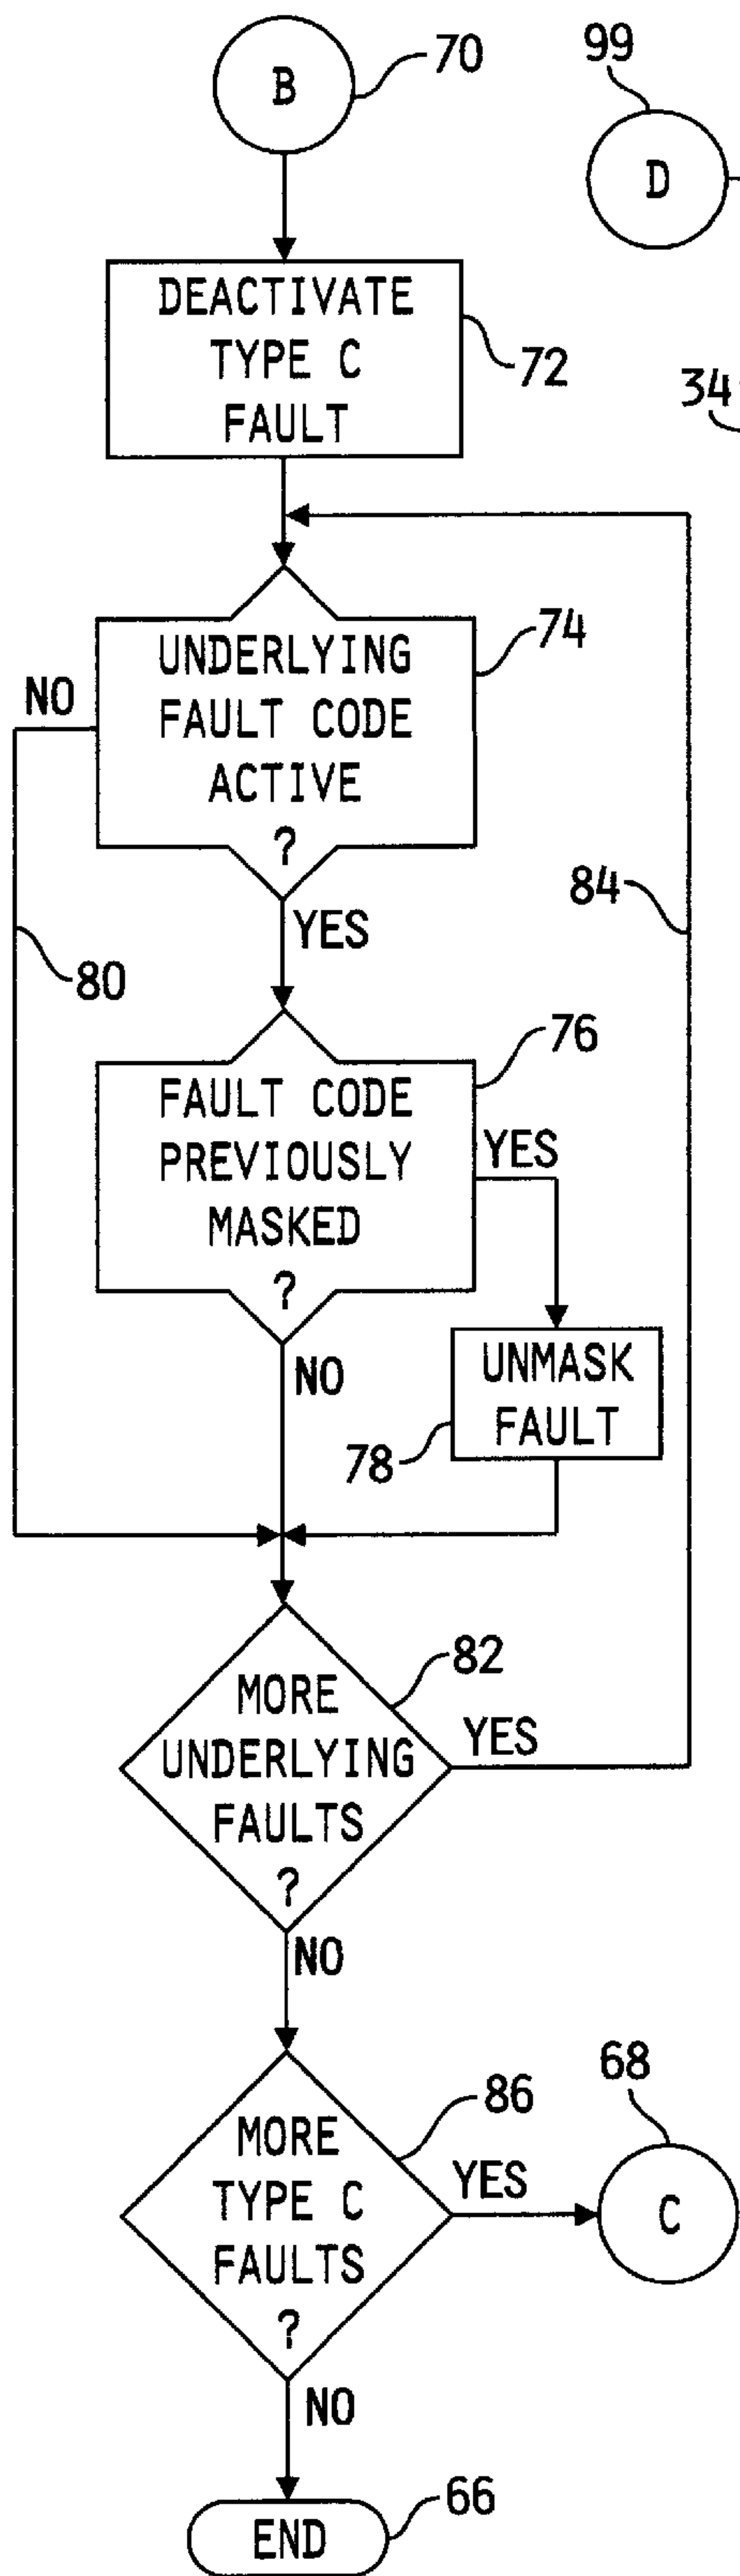 B
70
99
D
DEACTIVATE
TYPE C
FAULT
72
34
UNDERLYING
FAULT CODE
ACTIVE
?
74
NO
84
YES
80
FAULT CODE
PREVIOUSLY
MASKED
?
76
YES
NO
UNMASK
FAULT
78
MORE
UNDERLYING
FAULTS
?
82
YES
NO
MORE
TYPE C
FAULTS
?
86
YES
68
C
NO
END
66